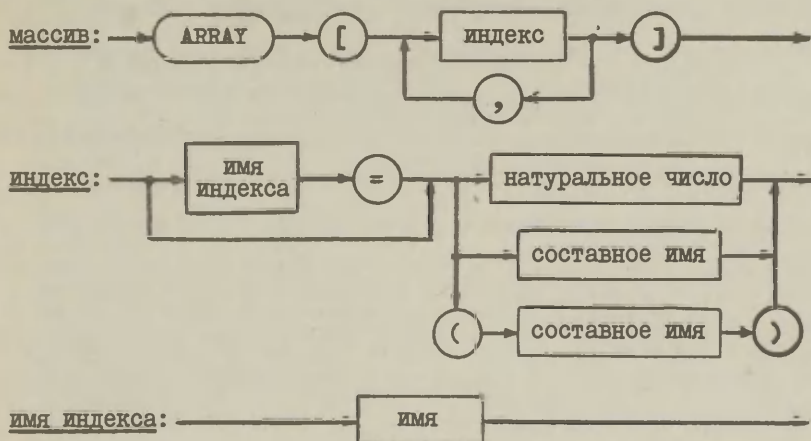 массив: ARRAY [ индекс ]
,
индекс: имя индекса = натуральное число
составное имя
( составное имя )
имя индекса: имя